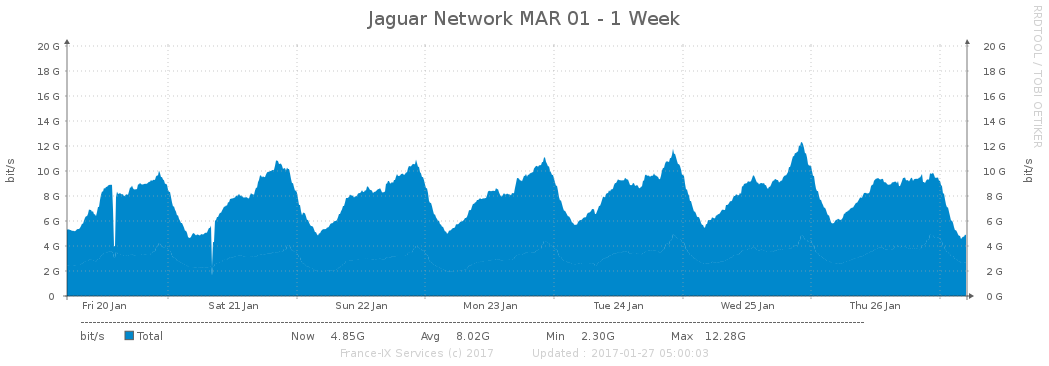 Jaguar Network MAR 01 - 1 Week
RRDTOOL / TOBI OETIKER
20 G 20 G
18 G 18 G
16 G 16 G
14 G 14 G
12 G 12 G
10 G 10 G
8 G 8 G
6 G 6 G
4 G 4 G
2 G 2 G
0 0 G
bit/s bit/s
Fri 20 Jan Sat 21 Jan Sun 22 Jan Mon 23 Jan Tue 24 Jan Wed 25 Jan Thu 26 Jan
bit/s Total Now 4.85G Avg 8.02G Min 2.30G Max 12.28G
France-IX Services (c) 2017 Updated : 2017-01-27 05:00:03